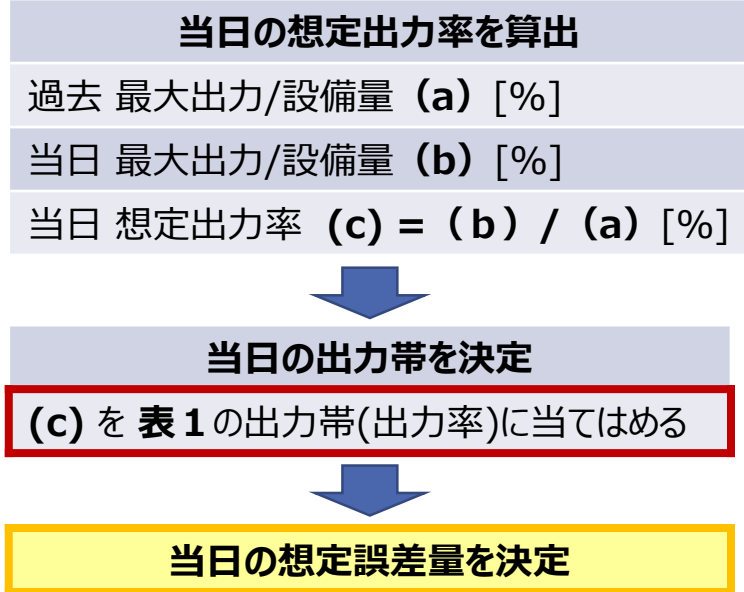 当日の想定出力率を算出
過去 最大出力/設備量（a）[%]
当日 最大出力/設備量（b）[%]
当日 想定出力率 (c) =（ｂ）/（a）[%]
当日の出力帯を決定
(c) を 表１の出力帯(出力率)に当てはめる
当日の想定誤差量を決定